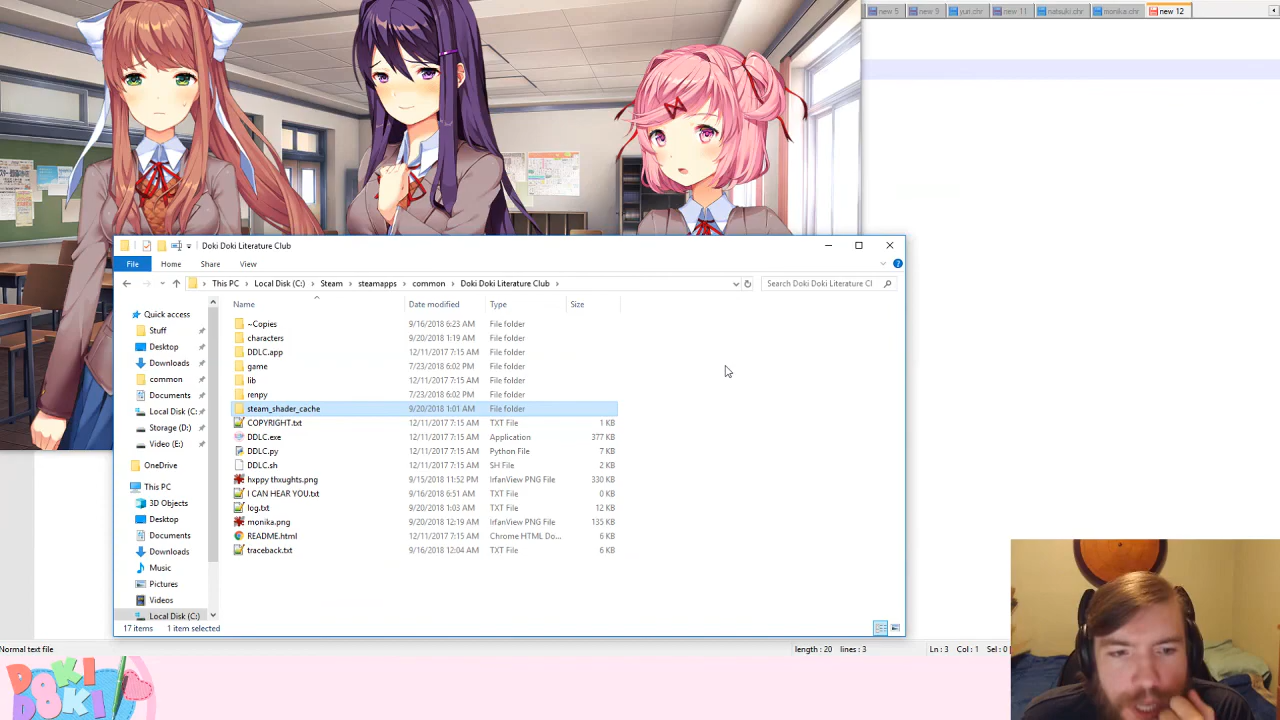 new 5 new 9 yuri.chr new 11 natsuki.chr monika.chr new 12
Doki Doki Literature Club
File Home Share View
This PC Local Disk (C:) Steam steamapps common Doki Doki Literature Club
Search Doki Doki Literature Cl
Name Date modified Type Size
Quick access
Stuff
Desktop
Downloads
common
Documents
Local Disk (C:
Storage (D:)
Video (E:)
OneDrive
This PC
3D Objects
Desktop
Documents
Downloads
Music
Pictures
Videos
Local Disk (C:)
~Copies 9/16/2018 6:23 AM File folder
characters 9/20/2018 1:19 AM File folder
DDLC.app 12/11/2017 7:15 AM File folder
game 7/23/2018 6:02 PM File folder
lib 12/11/2017 7:15 AM File folder
renpy 7/23/2018 6:02 PM File folder
steam_shader_cache 9/20/2018 1:01 AM File folder
COPYRIGHT.txt 12/11/2017 7:15 AM TXT File 1 KB
DDLC.exe 12/11/2017 7:15 AM Application 377 KB
DDLC.py 12/11/2017 7:15 AM Python File 7 KB
DDLC.sh 12/11/2017 7:15 AM SH File 2 KB
hxppy thxughts.png 9/15/2018 11:52 PM IrfanView PNG File 330 KB
I CAN HEAR YOU.txt 9/16/2018 6:51 AM TXT File 0 KB
log.txt 9/20/2018 1:03 AM TXT File 12 KB
monika.png 9/20/2018 12:19 AM IrfanView PNG File 135 KB
README.html 12/11/2017 7:15 AM Chrome HTML Do... 6 KB
traceback.txt 9/16/2018 12:04 AM TXT File 6 KB
17 items 1 item selected
Normal text file length : 20 lines : 3 Ln : 3 Col : 1 Sel : 0
DOKI
DOKI